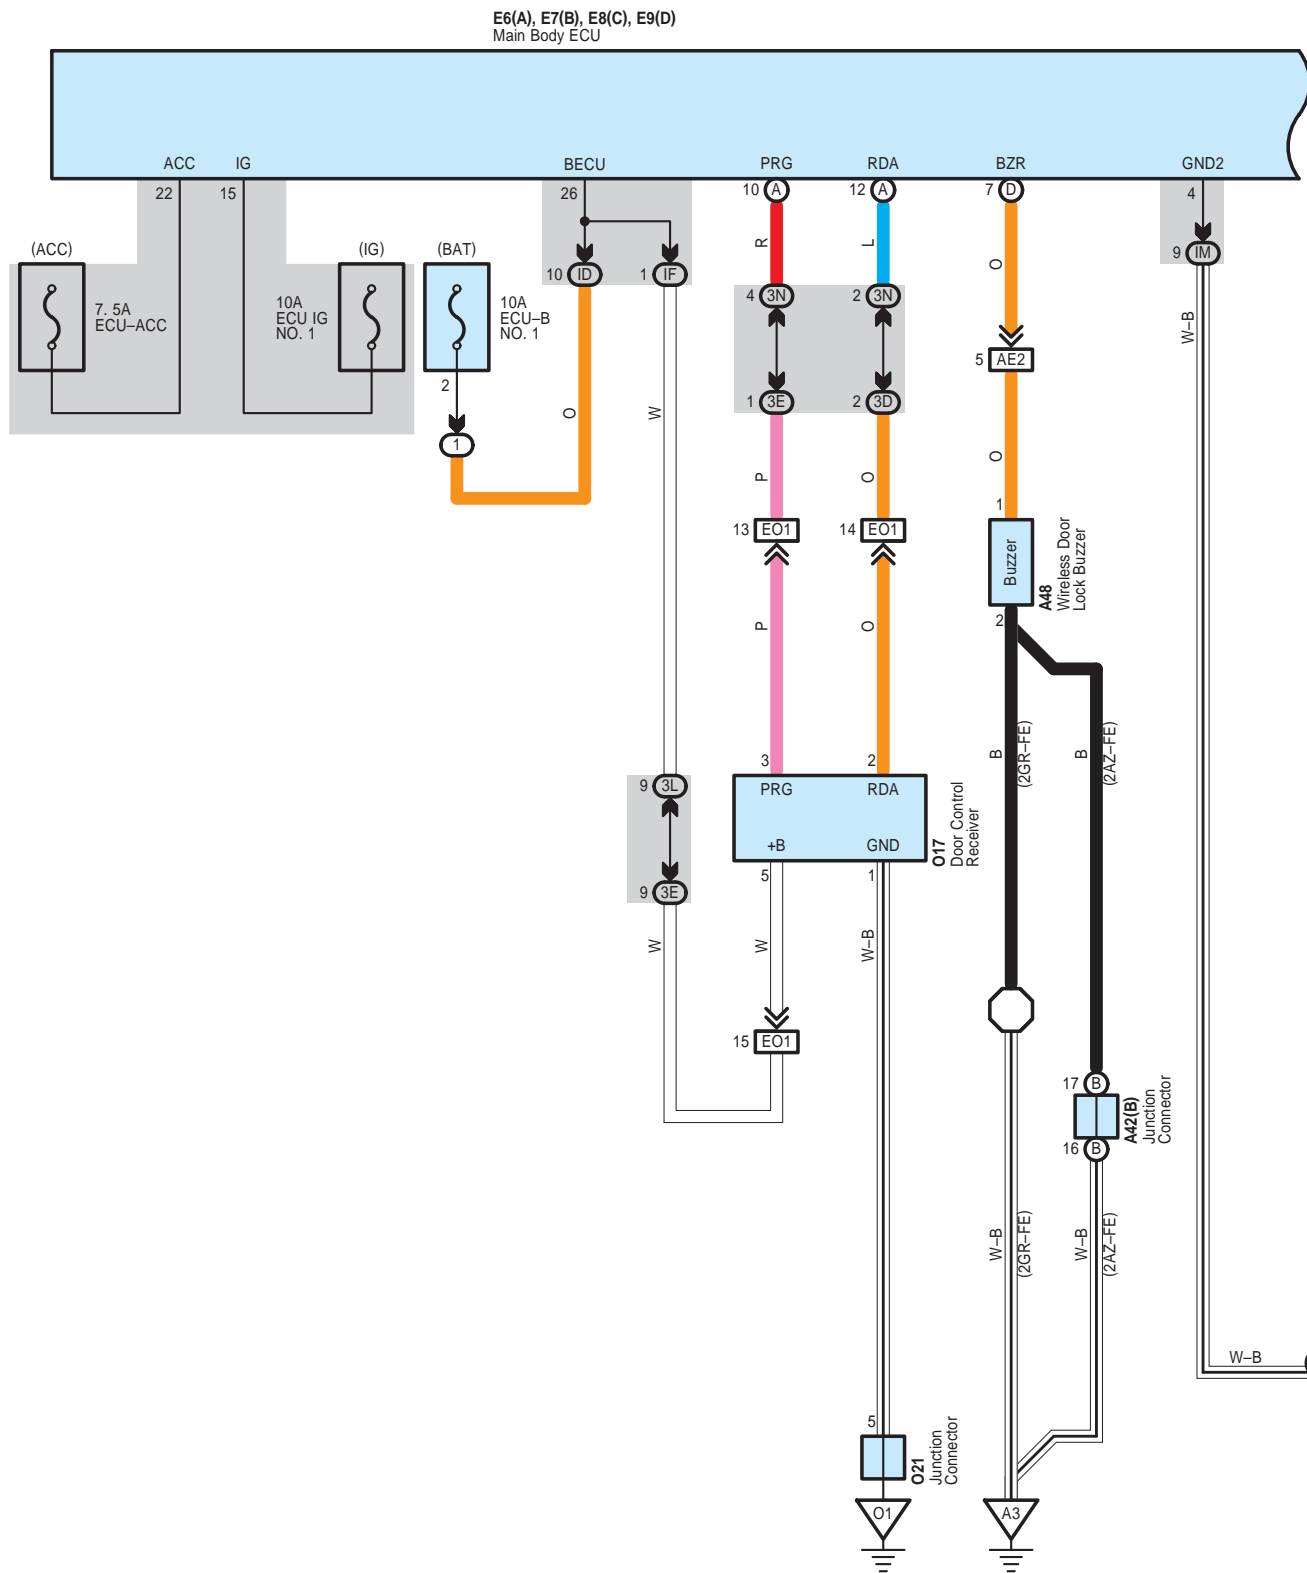 E6(A), E7(B), E8(C), E9(D)
Main Body ECU
ACC
IG
BECU
PRG
RDA
BZR
GND2
22
15
26
10 A
12 A
7 D
4
R
L
O
(ACC)
(IG)
(BAT)
10 ID
1 IF
9 IM
7. 5A
ECU–ACC
10A
ECU IG
NO. 1
10A
ECU–B
NO. 1
4 3N
2 3N
W–B
5 AE2
2
1
O
W
1 3E
2 3D
P
O
O
1
13 EO1
14 EO1
Buzzer
A48
Wireless Door
Lock Buzzer
2
P
O
B
(2GR–FE)
B
(2AZ–FE)
3
2
9 3L
PRG
RDA
+B
GND
O17
Door Control
Receiver
9 3E
5
1
W
W
W–B
15 EO1
17 B
A42(B)
Junction
Connector
16 B
W–B
(2GR–FE)
W–B
(2AZ–FE)
W–B
5
O21
Junction
Connector
O1
A3